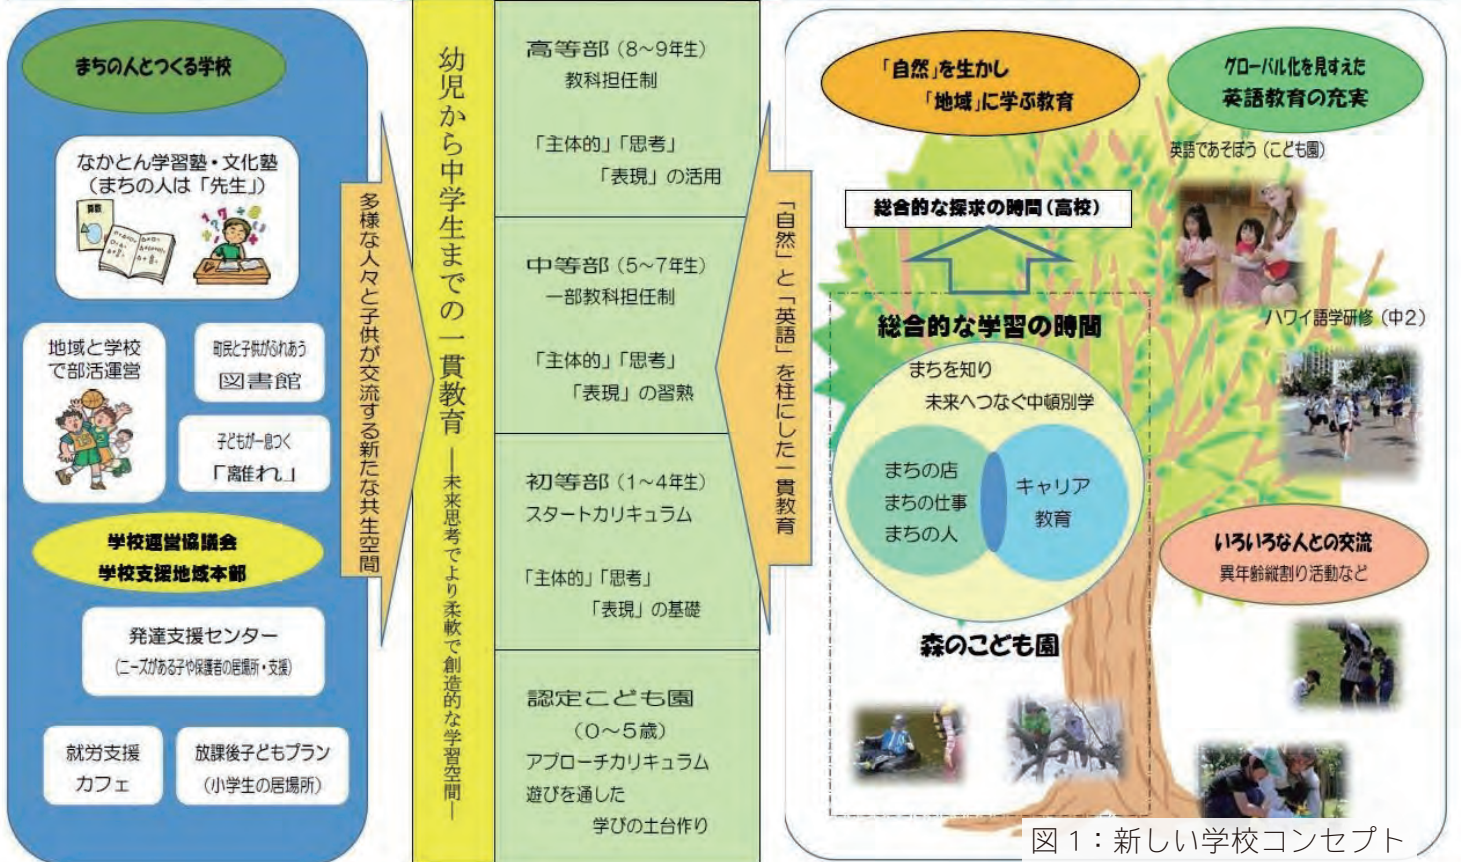 まちの人とつくる学校
なかとん学習塾・文化塾
(まちの人は「先生」)
算数
地域と学校
で部活運営
町民と子供がふれあう
図書館
子どもが一息つく
「離れ」
学校運営協議会
学校支援地域本部
発達支援センター
(ニーズがある子や保護者の居場所・支援)
就労支援
カフェ
放課後子どもプラン
(小学生の居場所)
多様な人々と子供が交流する新たな共生空間
幼児から中学生までの一貫教育 ―未来思考でより柔軟で創造的な学習空間―
高等部(8~9年生)
教科担任制
「主体的」「思考」
「表現」の活用
中等部(5~7年生)
一部教科担任制
「主体的」「思考」
「表現」の習熟
初等部(1~4年生)
スタートカリキュラム
「主体的」「思考」
「表現」の基礎
認定こども園
(0~5歳)
アプローチカリキュラム
遊びを通した
学びの土台作り
「自然」と「英語」を柱にした一貫教育
「自然」を生かし
「地域」に学ぶ教育
グローバル化を見すえた
英語教育の充実
英語であそぼう(こども園)
総合的な探求の時間(高校)
ハワイ語学研修(中2)
総合的な学習の時間
まちを知り
未来へつなぐ中頓別学
まちの店
まちの仕事
まちの人
キャリア
教育
いろいろな人との交流
異年齢縦割り活動など
森のこども園
図1:新しい学校コンセプト